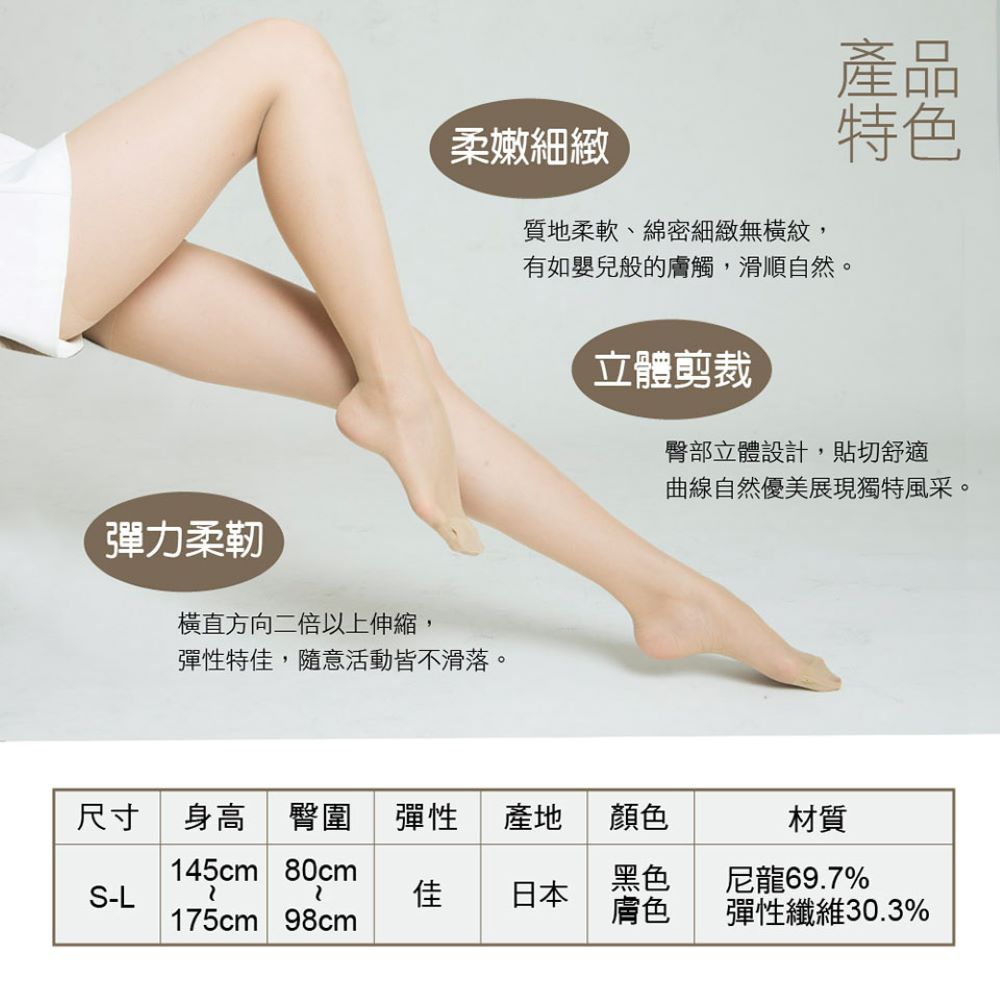 產品
特色
柔嫩細緻
質地柔軟、綿密細緻無橫紋，
有如嬰兒般的膚觸，滑順自然。
立體剪裁
臀部立體設計，貼切舒適
曲線自然優美展現獨特風采。
彈力柔韌
橫直方向二倍以上伸縮，
彈性特佳，隨意活動皆不滑落。
尺寸 身高 臀圍 彈性 產地 顏色 材質
S-L 145cm~175cm 80cm~98cm 佳 日本 黑色 膚色 尼龍69.7% 彈性纖維30.3%